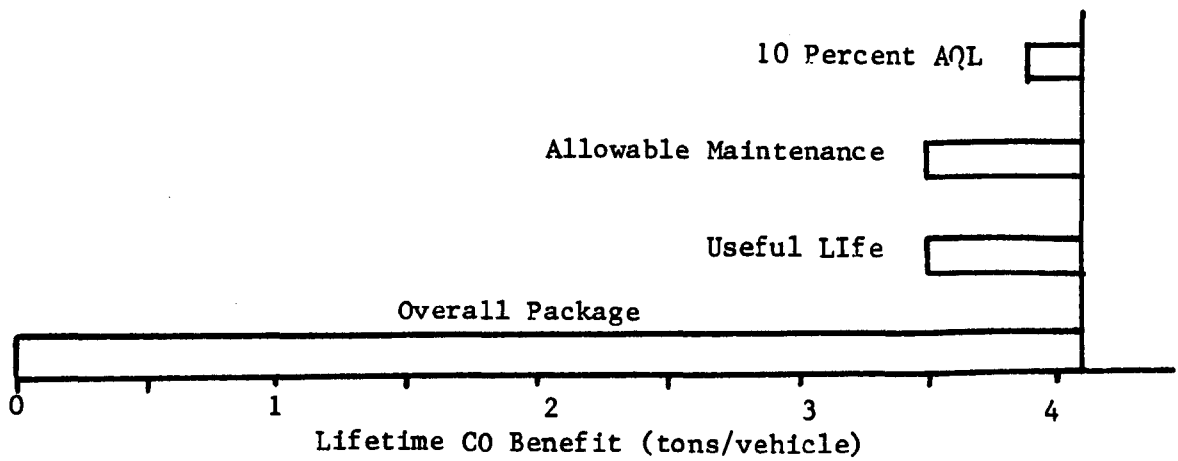 10 Percent AQL
Allowable Maintenance
Useful LIfe
Overall Package
0 1 2 3 4
Lifetime CO Benefit (tons/vehicle)